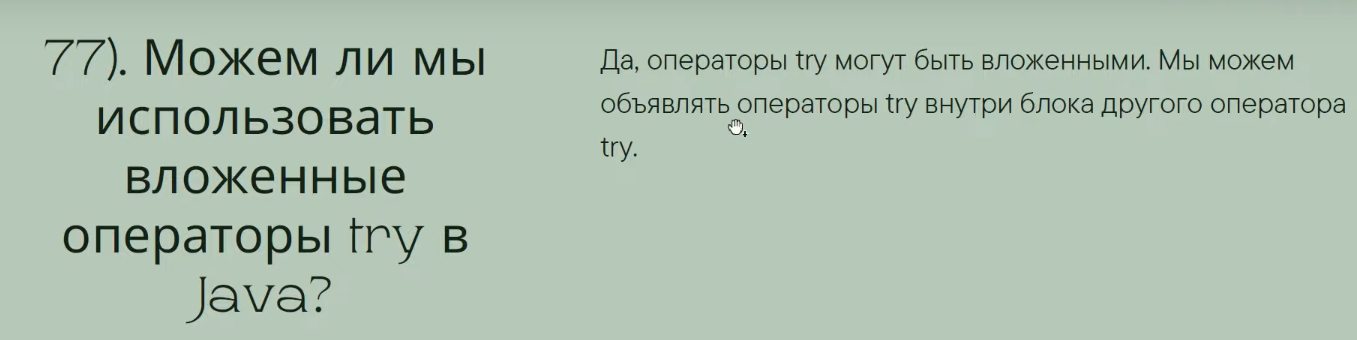 77). Можем ли мы
использовать
вложенные
операторы try в
Java?
Да, операторы try могут быть вложенными. Мы можем
объявлять операторы try внутри блока другого оператора
try.